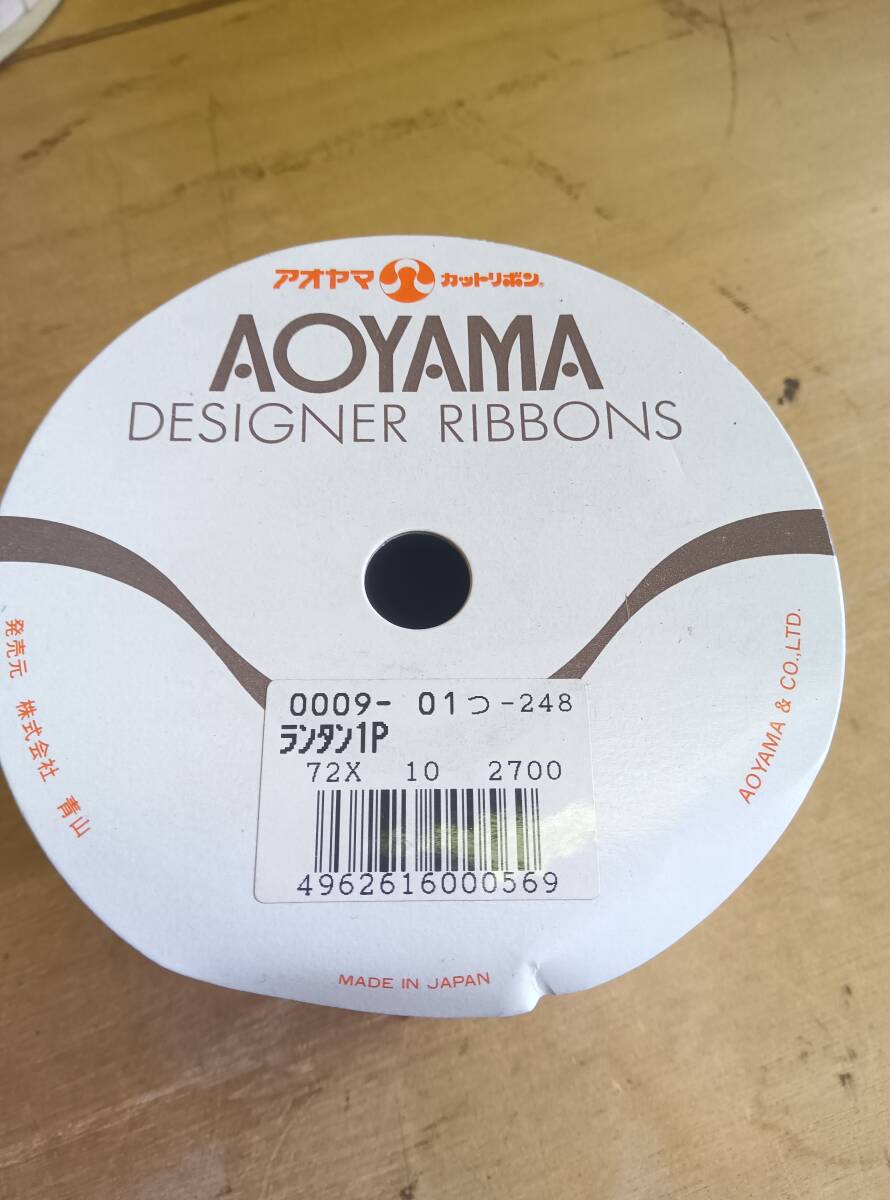 アオヤマ カットリボン®
AOYAMA
DESIGNER RIBBONS
0009- 01つ -248
ランタン1P
72X 10 2700
4962616000569
発売元 株式会社 青山
AOYAMA & CO.,LTD.
MADE IN JAPAN